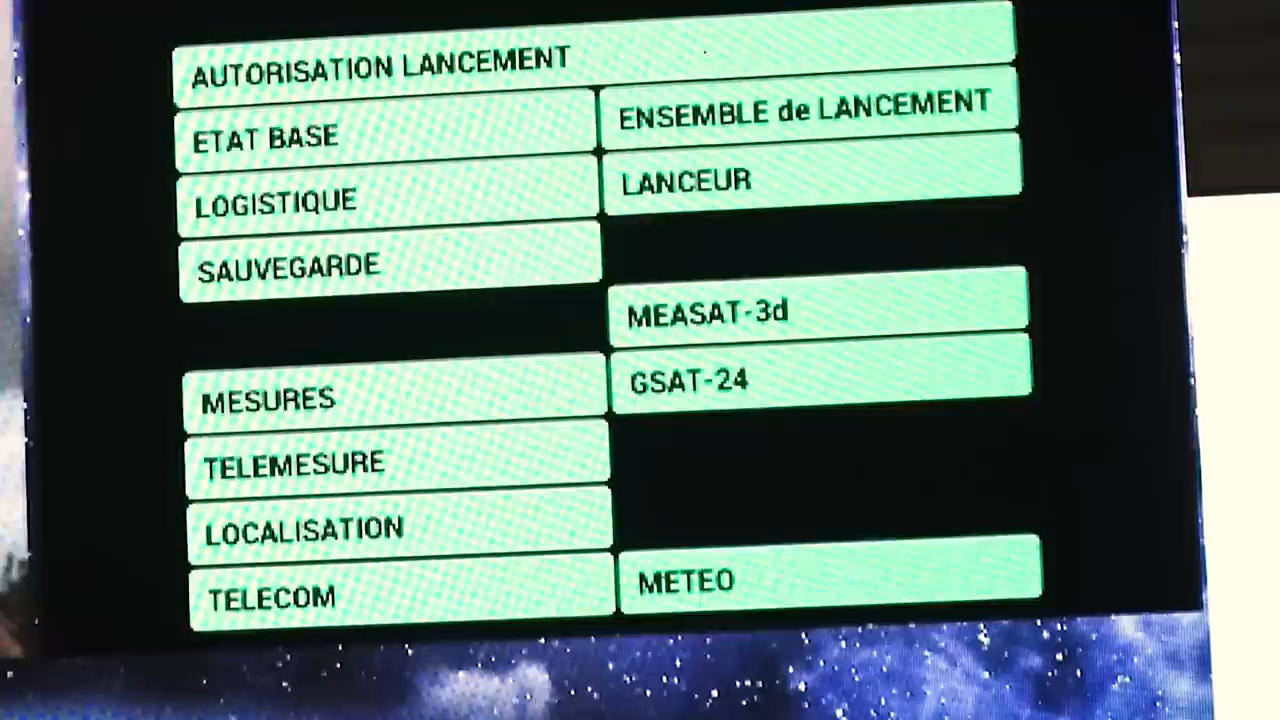 AUTORISATION LANCEMENT
ETAT BASE
ENSEMBLE de LANCEMENT
LOGISTIQUE
LANCEUR
SAUVEGARDE
MEASAT-3d
MESURES
GSAT-24
TELEMESURE
LOCALISATION
TELECOM
METEO